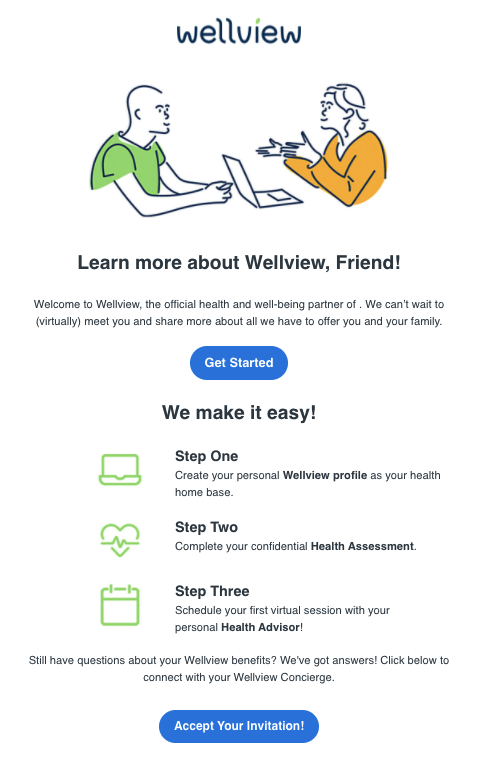 wellview
Learn more about Wellview, Friend!
Welcome to Wellview, the official health and well-being partner of . We can't wait to
(virtually) meet you and share more about all we have to offer you and your family.
Get Started
We make it easy!
Step One
Create your personal Wellview profile as your health
home base.
Step Two
Complete your confidential Health Assessment.
Step Three
Schedule your first virtual session with your
personal Health Advisor!
Still have questions about your Wellview benefits? We've got answers! Click below to
connect with your Wellview Concierge.
Accept Your Invitation!